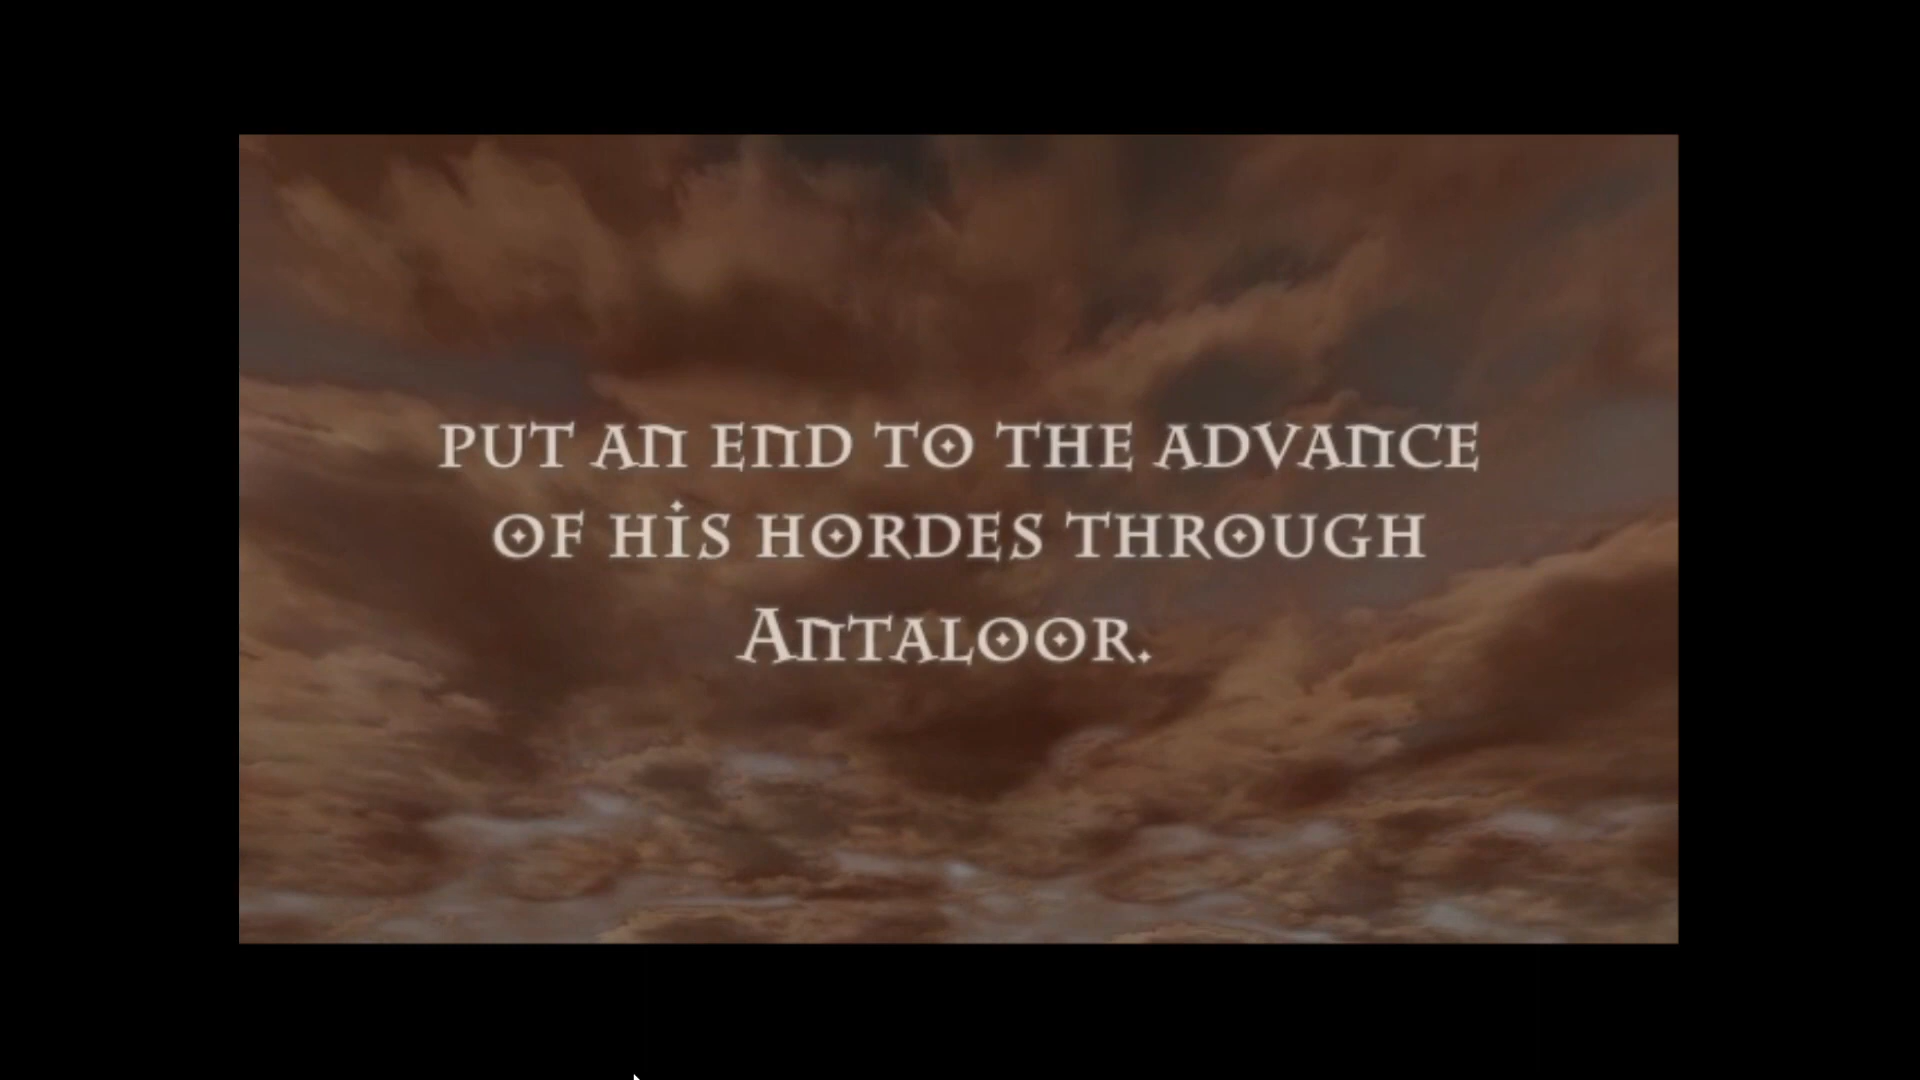 PUT AN END TO THE ADVANCE
OF HIS HORDES THROUGH
ANTALOOR.